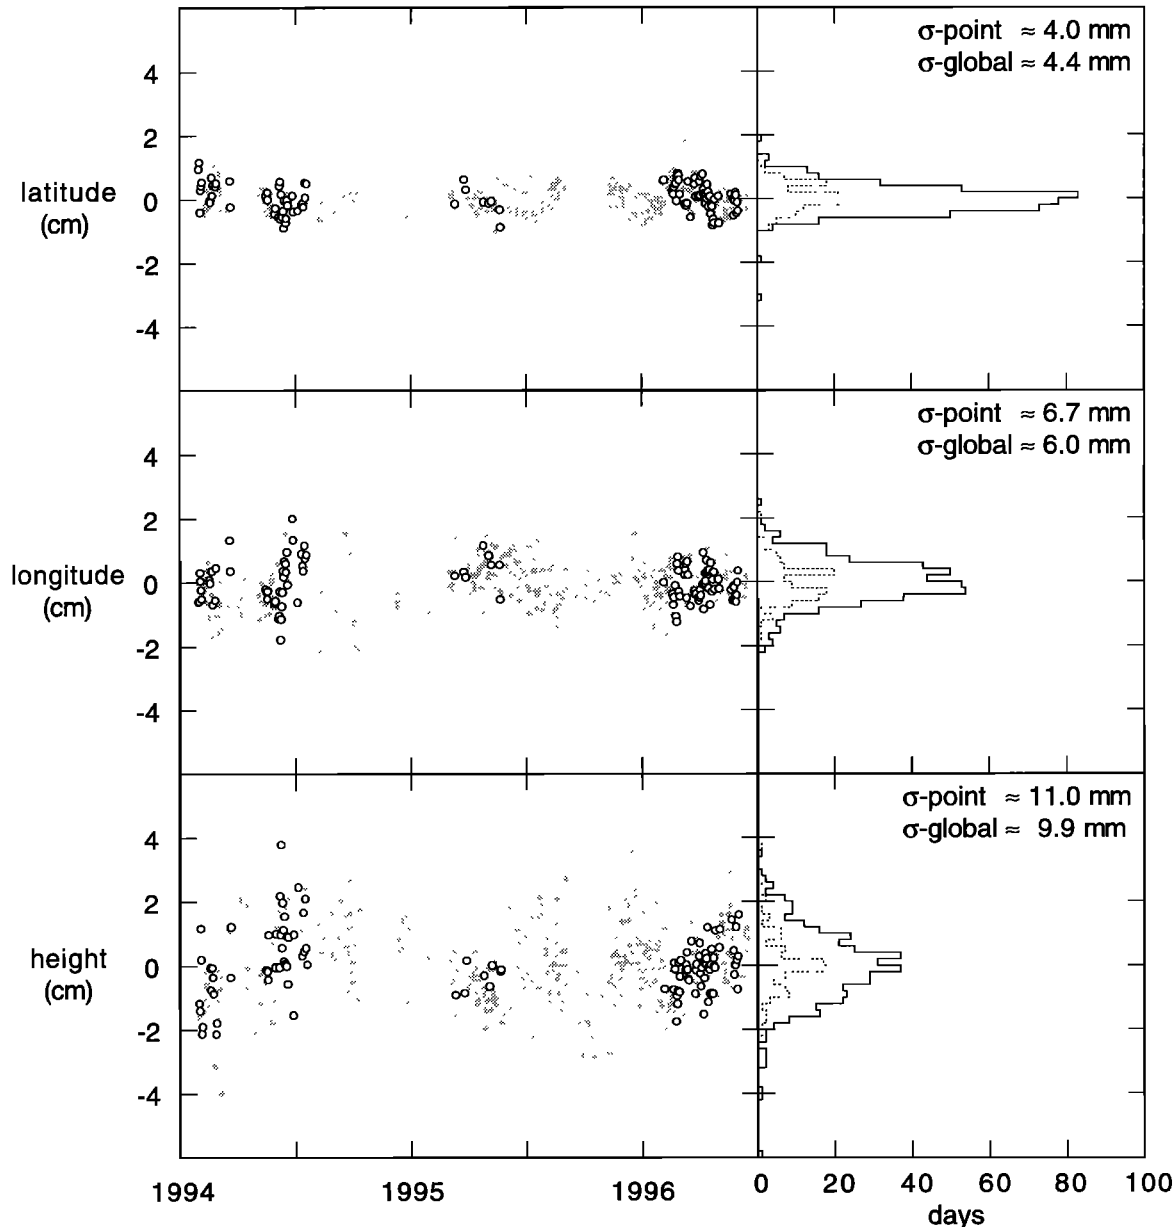 σ-point ≈ 4.0 mm
σ-global ≈ 4.4 mm
4
2
latitude
(cm)
0
-2
-4
σ-point ≈ 6.7 mm
σ-global ≈ 6.0 mm
4
2
longitude
(cm)
0
-2
-4
σ-point ≈ 11.0 mm
σ-global ≈ 9.9 mm
4
2
height
(cm)
0
-2
-4
1994 1995 1996 0 20 40 60 80 100
days